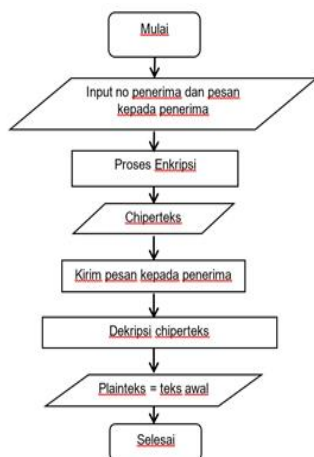 Mulai
Input no penerima dan pesan
kepada penerima
Proses Enkripsi
Chiperteks
Kirim pesan kepada penerima
Dekripsi chiperteks
Plainteks = teks awal
Selesai